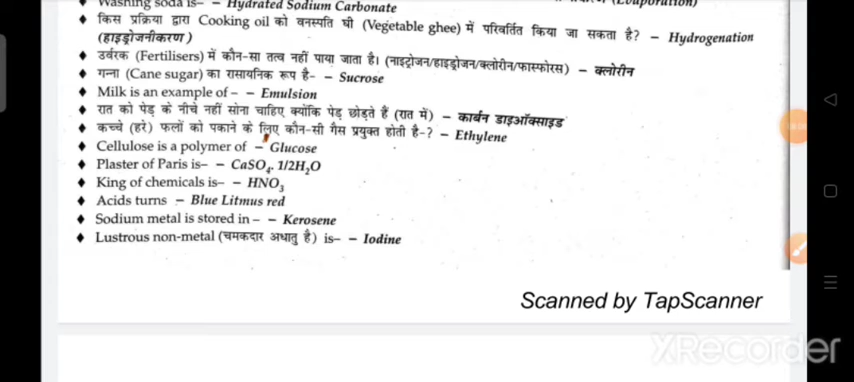 Washing soda is- – Hydrated Sodium Carbonate
किस प्रक्रिया द्वारा Cooking oil को वनस्पति घी (Vegetable ghee) में परिवर्तित किया जा सकता है? – Hydrogenation
(हाइड्रोजनीकरण)
उर्वरक (Fertilisers) में कौन-सा तत्व नहीं पाया जाता है। (नाइट्रोजन/हाइड्रोजन/क्लोरीन/फास्फोरस) – क्लोरीन
गन्ना (Cane sugar) का रासायनिक रूप है- – Sucrose
Milk is an example of – – Emulsion
रात को पेड़ के नीचे नहीं सोना चाहिए क्योंकि पेड़ छोड़ते हैं (रात में) – कार्बन डाइऑक्साइड
कच्चे (हरे) फलों को पकाने के लिए कौन-सी गैस प्रयुक्त होती है-? – Ethylene
Cellulose is a polymer of – Glucose
Plaster of Paris is– – CaSO₄. 1/2H₂O
King of chemicals is– – HNO₃
Acids turns – Blue Litmus red
Sodium metal is stored in – – Kerosene
Lustrous non-metal (चमकदार अधातु है) is– – Iodine
Scanned by TapScanner
XRecorder